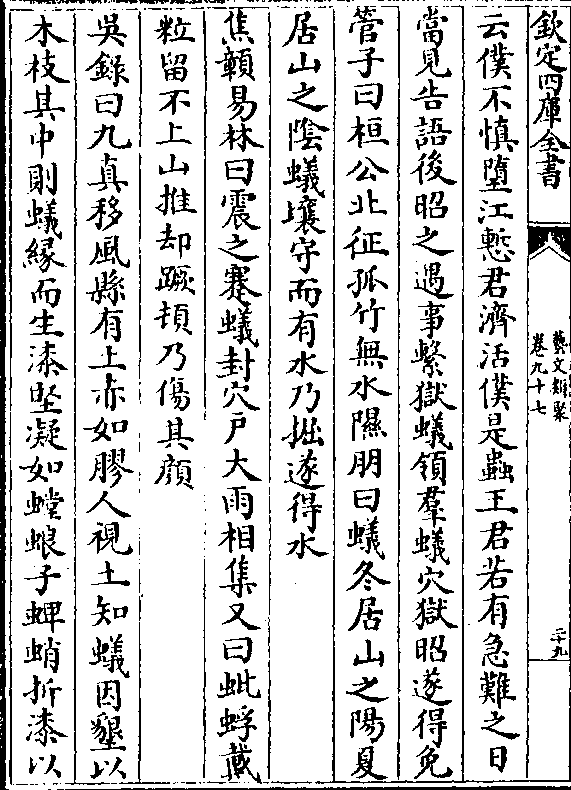 欽定四庫全書
藝文類聚
卷九十七
二十九
云僕不慎墮江慙君濟活僕是蟲王君若有急難之日
當見告語後昭之遇事繫獄蟻領羣蟻穴獄昭遂得免
管子曰桓公北征孤竹無水隰朋曰蟻冬居山之陽夏
居山之陰蟻壤守而有水乃掘遂得水
焦贑易林曰震之蹇蟻封穴戸大雨相集又曰蚍蜉戴
粒留不上山推却蹶頓乃傷其顔
吳錄曰九真移風縣有上赤如膠人視土知蟻因墾以
木枝其中則蟻縁而生漆堅凝如螳蜋子蜱蛸折漆以